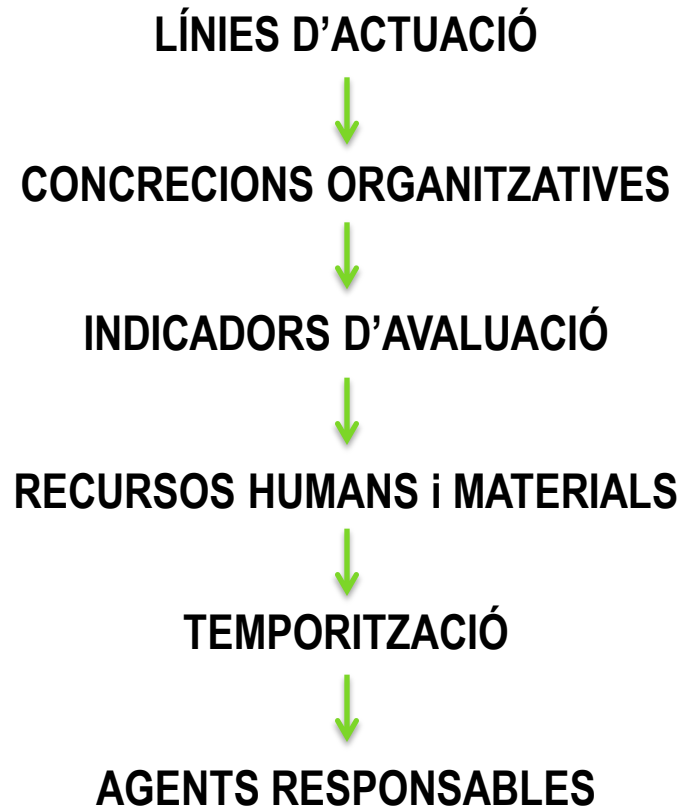 LÍNIES D’ACTUACIÓ
CONCRECIONS ORGANITZATIVES
INDICADORS D’AVALUACIÓ
RECURSOS HUMANS i MATERIALS
TEMPORITZACIÓ
AGENTS RESPONSABLES